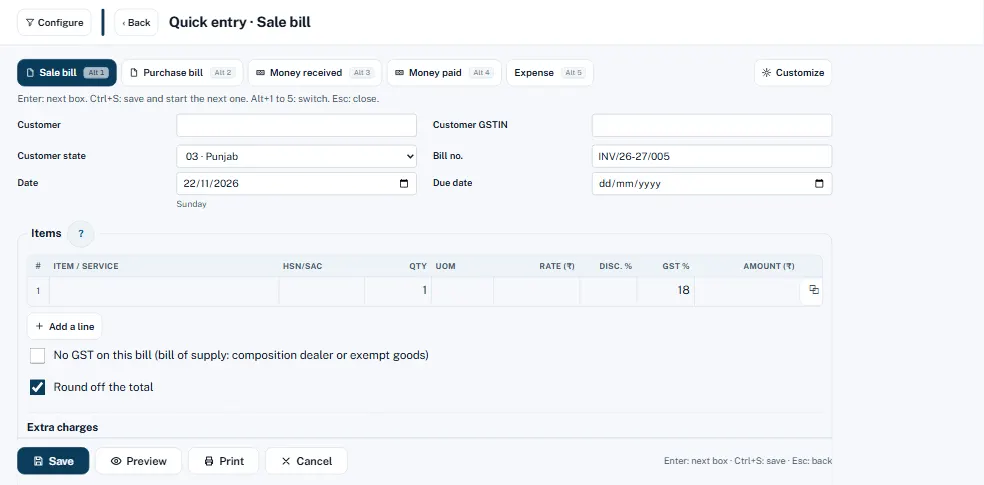 Configure ‹ Back Quick entry · Sale bill
Sale bill Alt 1 Purchase bill Alt 2 Money received Alt 3 Money paid Alt 4 Expense Alt 5 Customize
Enter: next box. Ctrl+S: save and start the next one. Alt+1 to 5: switch. Esc: close.
Customer Customer GSTIN
Customer state 03 · Punjab Bill no. INV/26-27/005
Date 22/11/2026 Due date dd/mm/yyyy
Sunday
Items ?
# ITEM / SERVICE HSN/SAC QTY UOM RATE (₹) DISC. % GST % AMOUNT (₹)
1 1 18
+ Add a line
No GST on this bill (bill of supply: composition dealer or exempt goods)
Round off the total
Extra charges
Save Preview Print Cancel Enter: next box · Ctrl+S: save · Esc: back